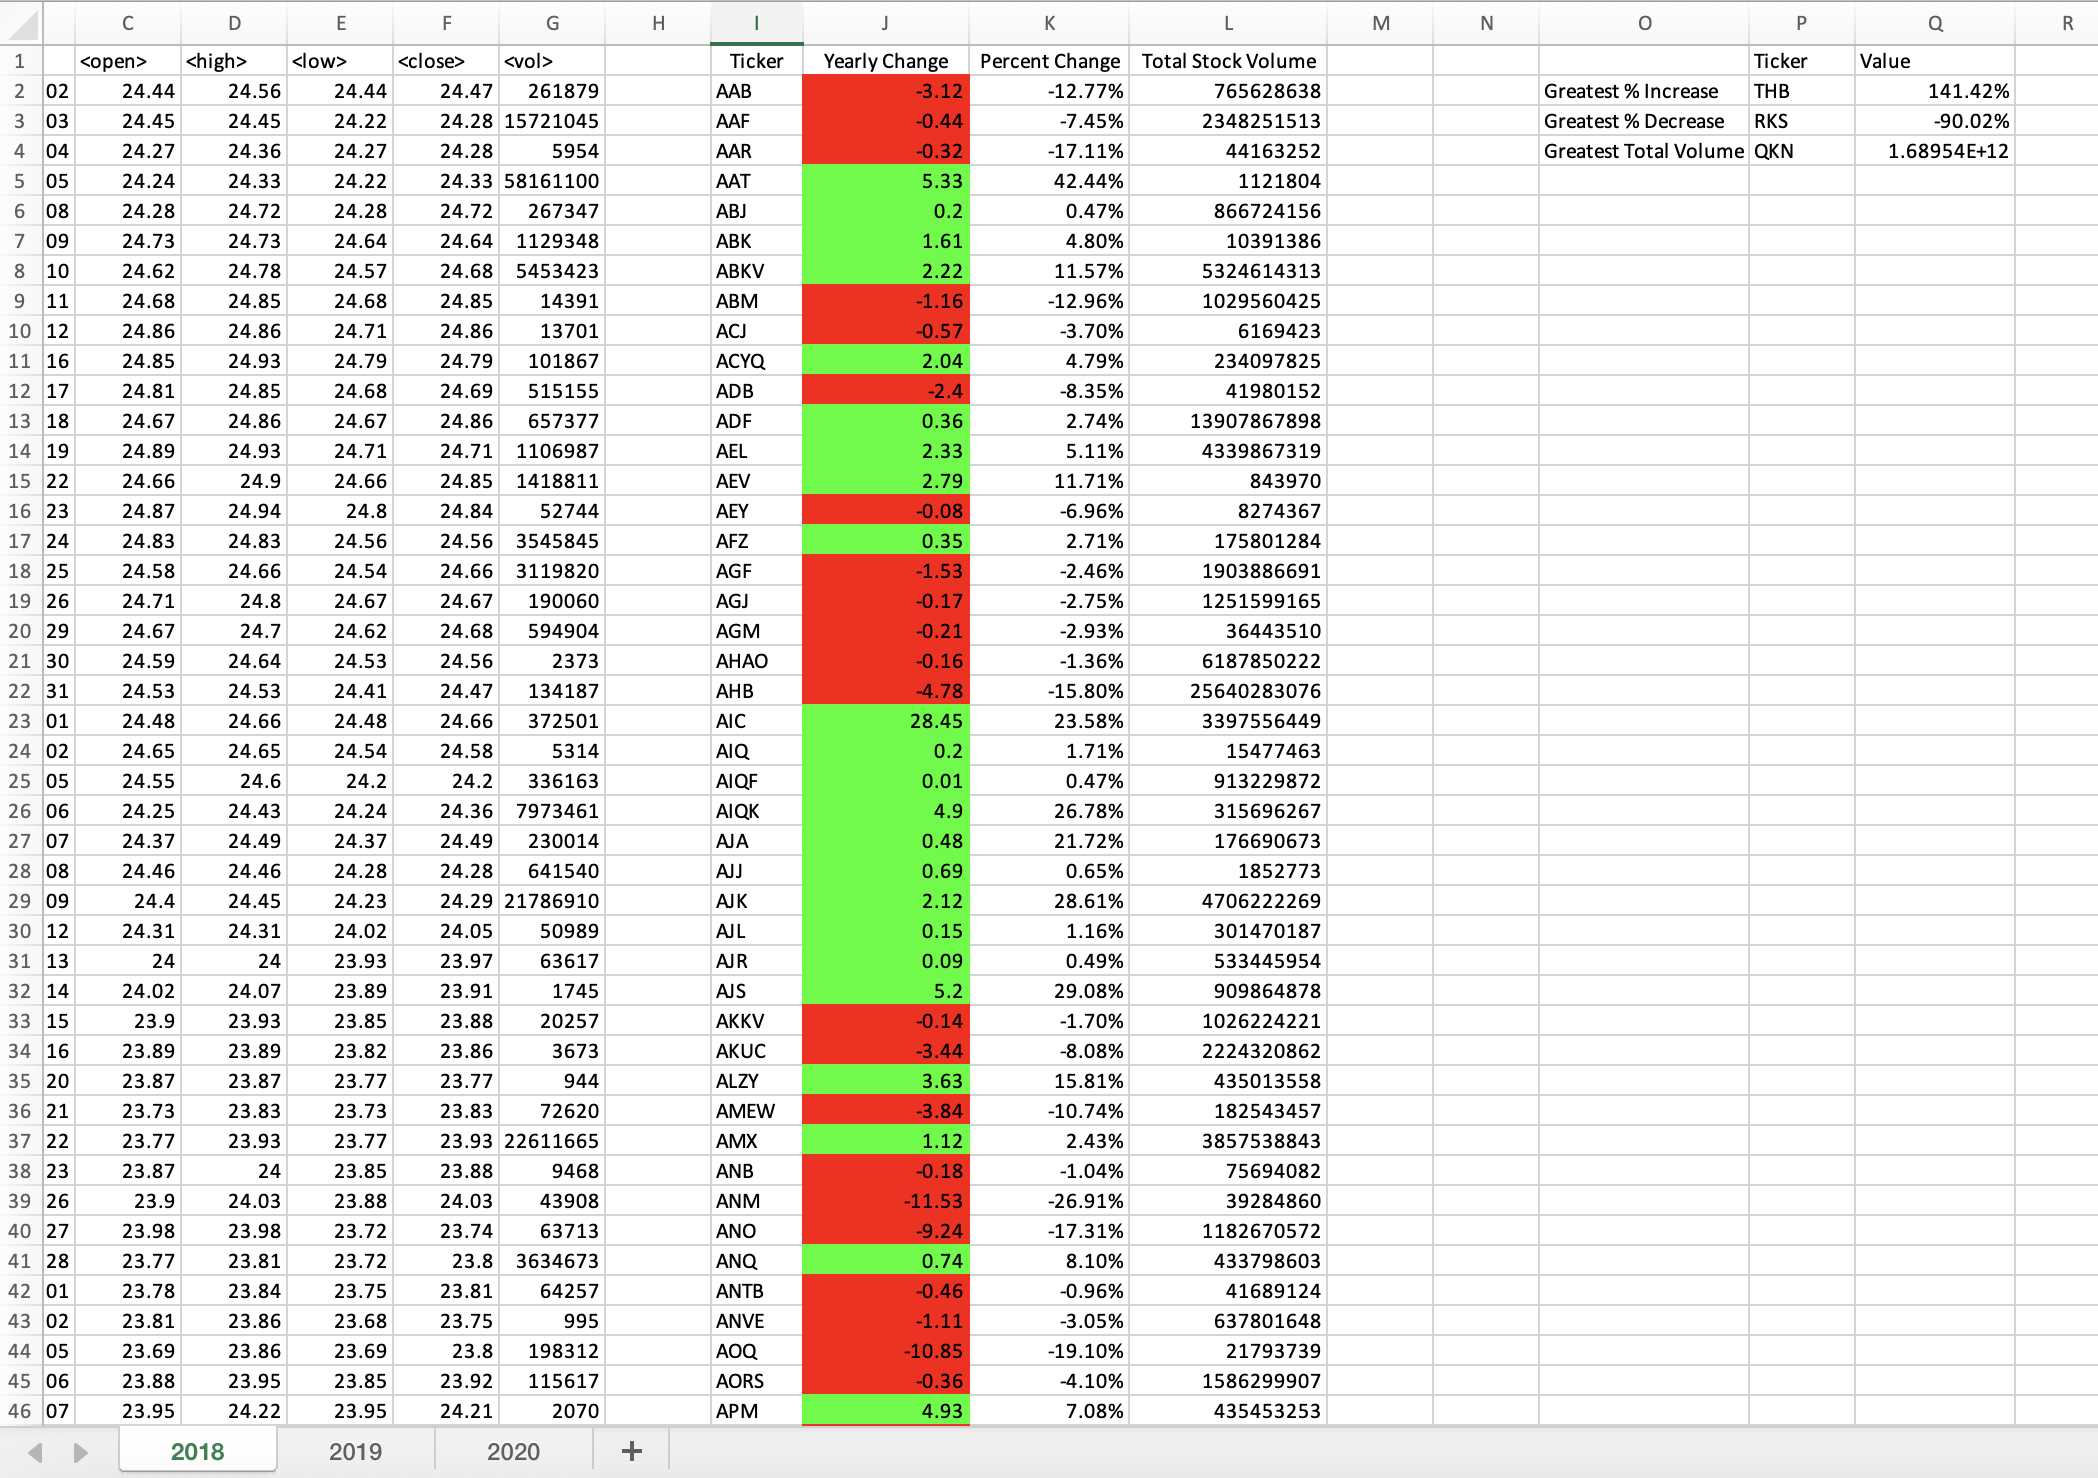 C D E F G H I J K L M N O P Q R
1 <open> <high> <low> <close> <vol> Ticker Yearly Change Percent Change Total Stock Volume Ticker Value
2 02 24.44 24.56 24.44 24.47 261879 AAB -3.12 -12.77% 765628638 Greatest % Increase THB 141.42%
3 03 24.45 24.45 24.22 24.28 15721045 AAF -0.44 -7.45% 2348251513 Greatest % Decrease RKS -90.02%
4 04 24.27 24.36 24.27 24.28 5954 AAR -0.32 -17.11% 44163252 Greatest Total Volume QKN 1.68954E+12
5 05 24.24 24.33 24.22 24.33 58161100 AAT 5.33 42.44% 1121804
6 08 24.28 24.72 24.28 24.72 267347 ABJ 0.2 0.47% 866724156
7 09 24.73 24.73 24.64 24.64 1129348 ABK 1.61 4.80% 10391386
8 10 24.62 24.78 24.57 24.68 5453423 ABKV 2.22 11.57% 5324614313
9 11 24.68 24.85 24.68 24.85 14391 ABM -1.16 -12.96% 1029560425
10 12 24.86 24.86 24.71 24.86 13701 ACJ -0.57 -3.70% 6169423
11 16 24.85 24.93 24.79 24.79 101867 ACYQ 2.04 4.79% 234097825
12 17 24.81 24.85 24.68 24.69 515155 ADB -2.4 -8.35% 41980152
13 18 24.67 24.86 24.67 24.86 657377 ADF 0.36 2.74% 13907867898
14 19 24.89 24.93 24.71 24.71 1106987 AEL 2.33 5.11% 4339867319
15 22 24.66 24.9 24.66 24.85 1418811 AEV 2.79 11.71% 843970
16 23 24.87 24.94 24.8 24.84 52744 AEY -0.08 -6.96% 8274367
17 24 24.83 24.83 24.56 24.56 3545845 AFZ 0.35 2.71% 175801284
18 25 24.58 24.66 24.54 24.66 3119820 AGF -1.53 -2.46% 1903886691
19 26 24.71 24.8 24.67 24.67 190060 AGJ -0.17 -2.75% 1251599165
20 29 24.67 24.7 24.62 24.68 594904 AGM -0.21 -2.93% 36443510
21 30 24.59 24.64 24.53 24.56 2373 AHAO -0.16 -1.36% 6187850222
22 31 24.53 24.53 24.41 24.47 134187 AHB -4.78 -15.80% 25640283076
23 01 24.48 24.66 24.48 24.66 372501 AIC 28.45 23.58% 3397556449
24 02 24.65 24.65 24.54 24.58 5314 AIQ 0.2 1.71% 15477463
25 05 24.55 24.6 24.2 24.2 336163 AIQF 0.01 0.47% 913229872
26 06 24.25 24.43 24.24 24.36 7973461 AIQK 4.9 26.78% 315696267
27 07 24.37 24.49 24.37 24.49 230014 AJA 0.48 21.72% 176690673
28 08 24.46 24.46 24.28 24.28 641540 AJJ 0.69 0.65% 1852773
29 09 24.4 24.45 24.23 24.29 21786910 AJK 2.12 28.61% 4706222269
30 12 24.31 24.31 24.02 24.05 50989 AJL 0.15 1.16% 301470187
31 13 24 24 23.93 23.97 63617 AJR 0.09 0.49% 533445954
32 14 24.02 24.07 23.89 23.91 1745 AJS 5.2 29.08% 909864878
33 15 23.9 23.93 23.85 23.88 20257 AKKV -0.14 -1.70% 1026224221
34 16 23.89 23.89 23.82 23.86 3673 AKUC -3.44 -8.08% 2224320862
35 20 23.87 23.87 23.77 23.77 944 ALZY 3.63 15.81% 435013558
36 21 23.73 23.83 23.73 23.83 72620 AMEW -3.84 -10.74% 182543457
37 22 23.77 23.93 23.77 23.93 22611665 AMX 1.12 2.43% 3857538843
38 23 23.87 24 23.85 23.88 9468 ANB -0.18 -1.04% 75694082
39 26 23.9 24.03 23.88 24.03 43908 ANM -11.53 -26.91% 39284860
40 27 23.98 23.98 23.72 23.74 63713 ANO -9.24 -17.31% 1182670572
41 28 23.77 23.81 23.72 23.8 3634673 ANQ 0.74 8.10% 433798603
42 01 23.78 23.84 23.75 23.81 64257 ANTB -0.46 -0.96% 41689124
43 02 23.81 23.86 23.68 23.75 995 ANVE -1.11 -3.05% 637801648
44 05 23.69 23.86 23.69 23.8 198312 AOQ -10.85 -19.10% 21793739
45 06 23.88 23.95 23.85 23.92 115617 AORS -0.36 -4.10% 1586299907
46 07 23.95 24.22 23.95 24.21 2070 APM 4.93 7.08% 435453253
2018 2019 2020 +